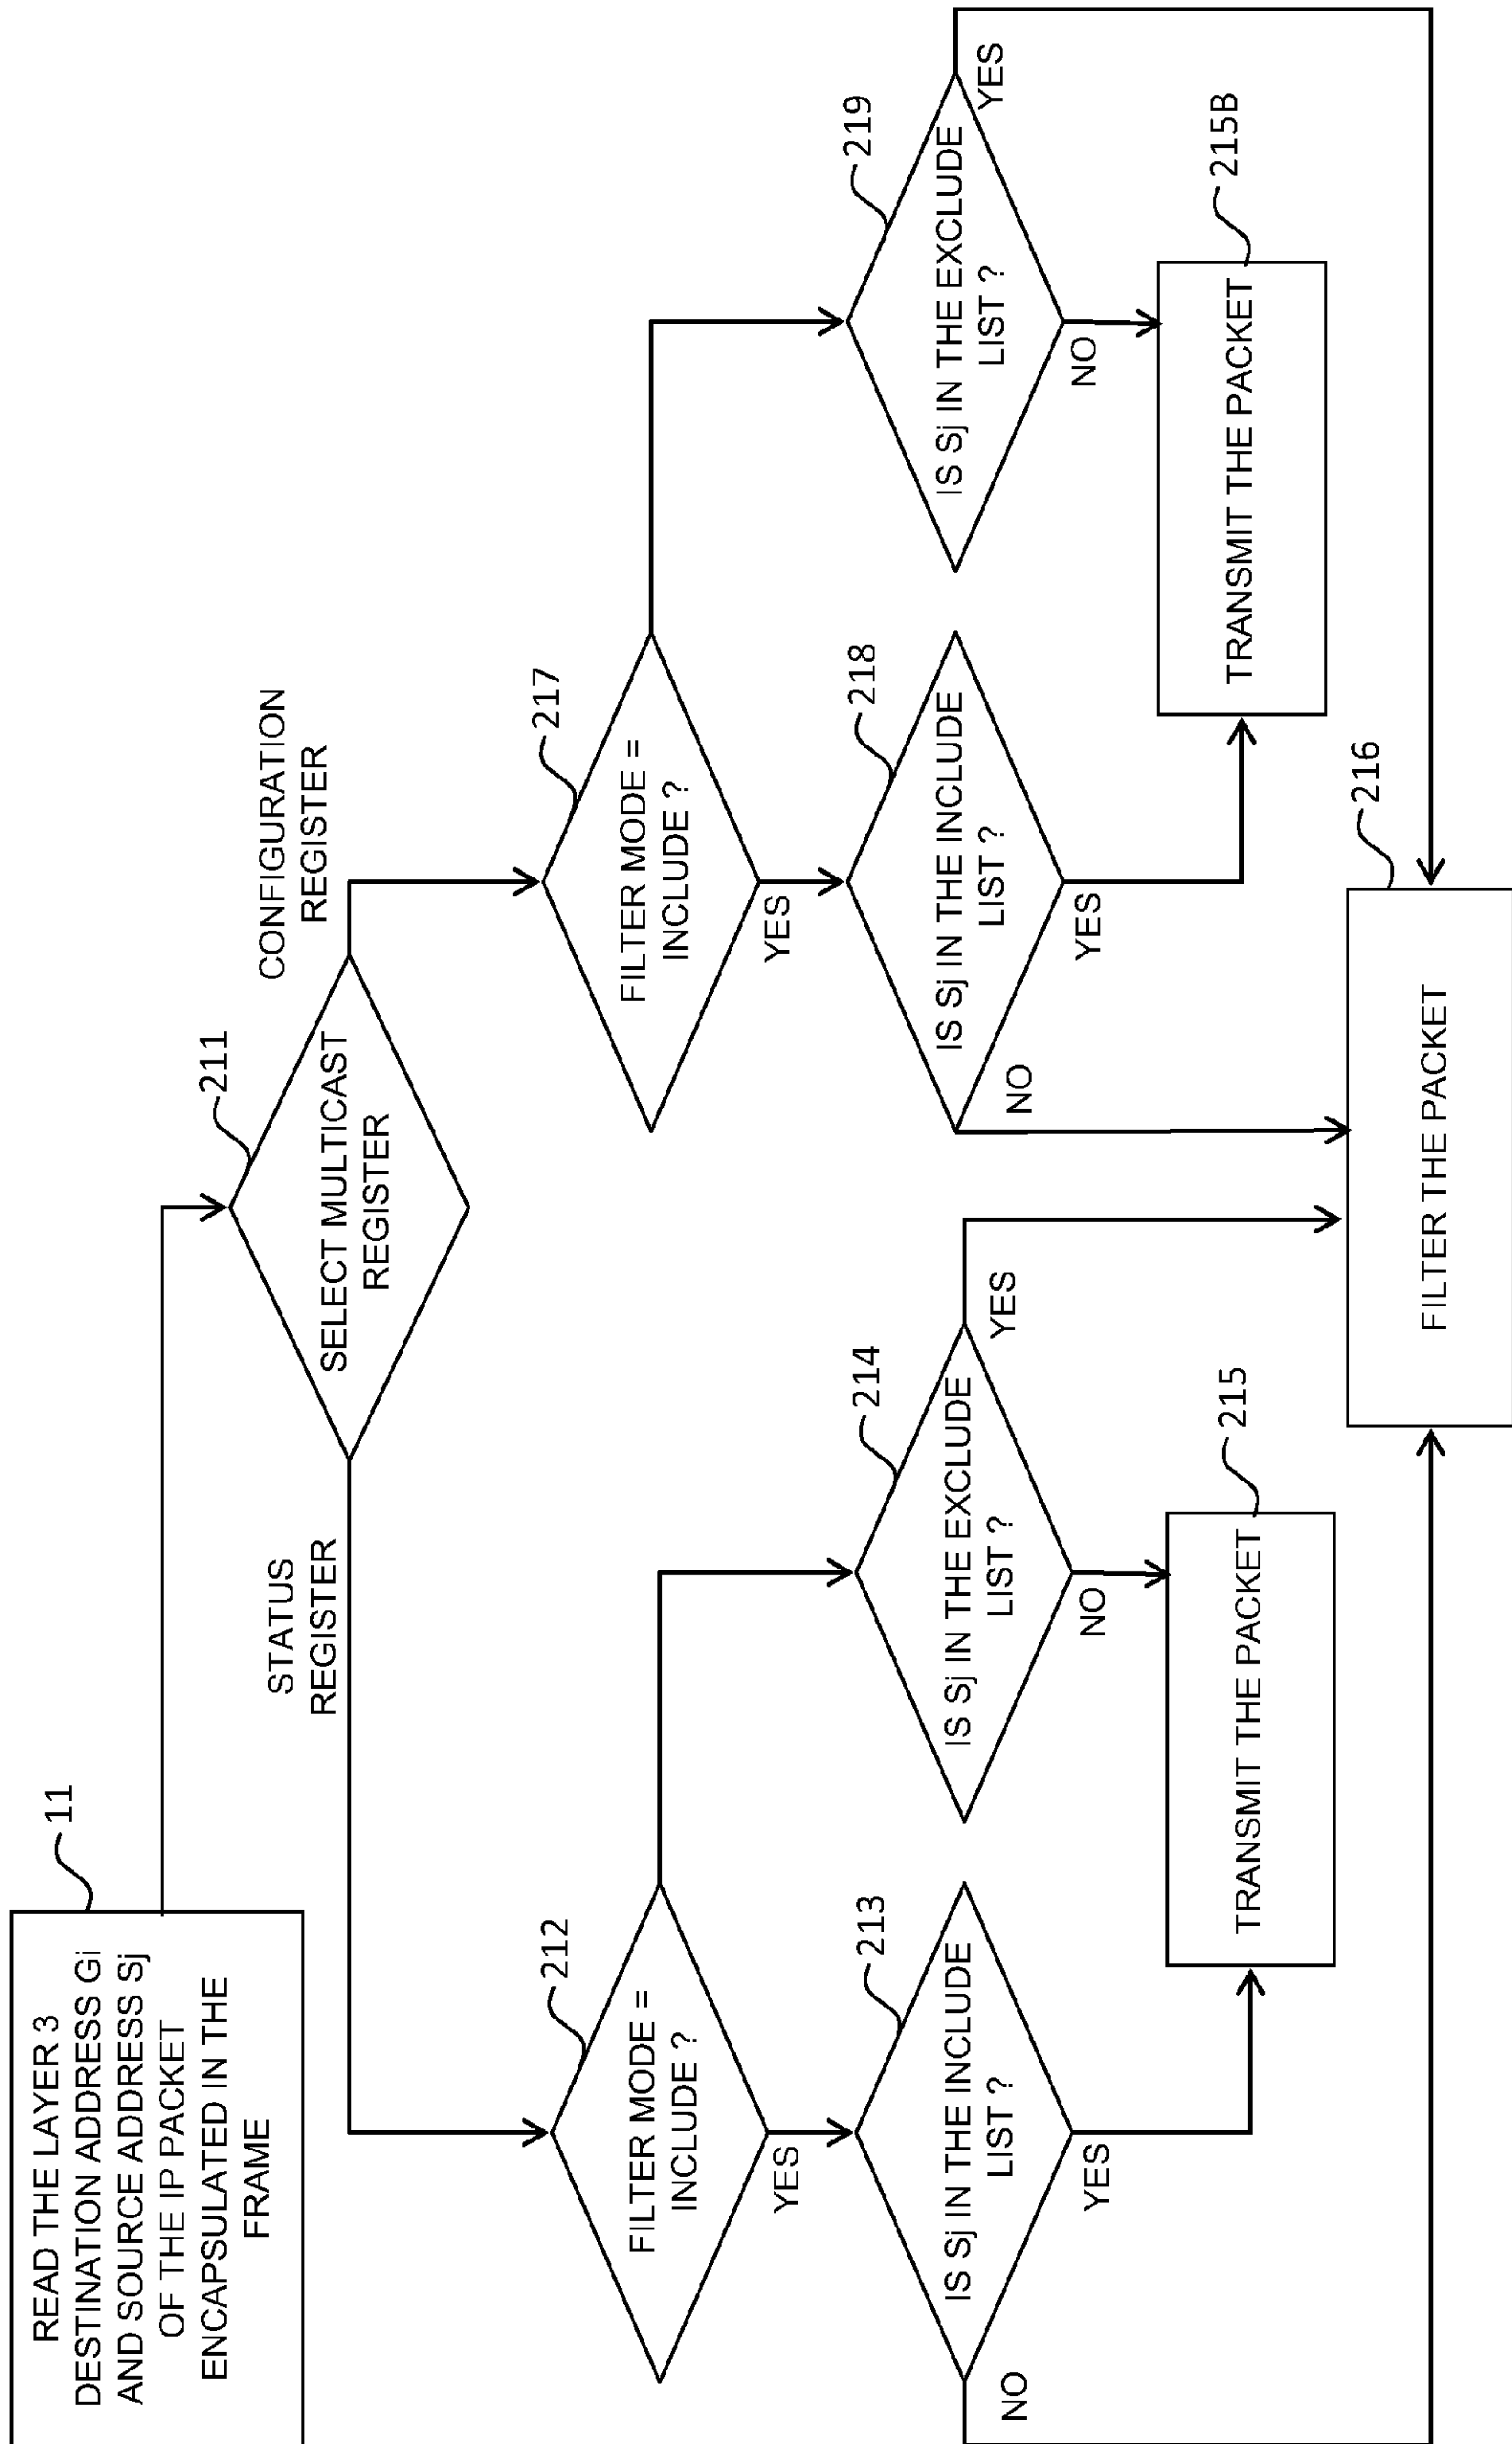 READ THE LAYER 3
DESTINATION ADDRESS Gi
AND SOURCE ADDRESS Sj
OF THE IP PACKET
ENCAPSULATED IN THE
FRAME
11
SELECT MULTICAST
REGISTER
211
STATUS
REGISTER
CONFIGURATION
REGISTER
FILTER MODE =
INCLUDE ?
212
YES
FILTER MODE =
INCLUDE ?
217
YES
IS Sj IN THE INCLUDE
LIST ?
213
NO
YES
IS Sj IN THE EXCLUDE
LIST ?
214
NO
YES
IS Sj IN THE INCLUDE
LIST ?
218
NO
YES
IS Sj IN THE EXCLUDE
LIST ?
219
NO
YES
TRANSMIT THE PACKET
215
TRANSMIT THE PACKET
215B
FILTER THE PACKET
216